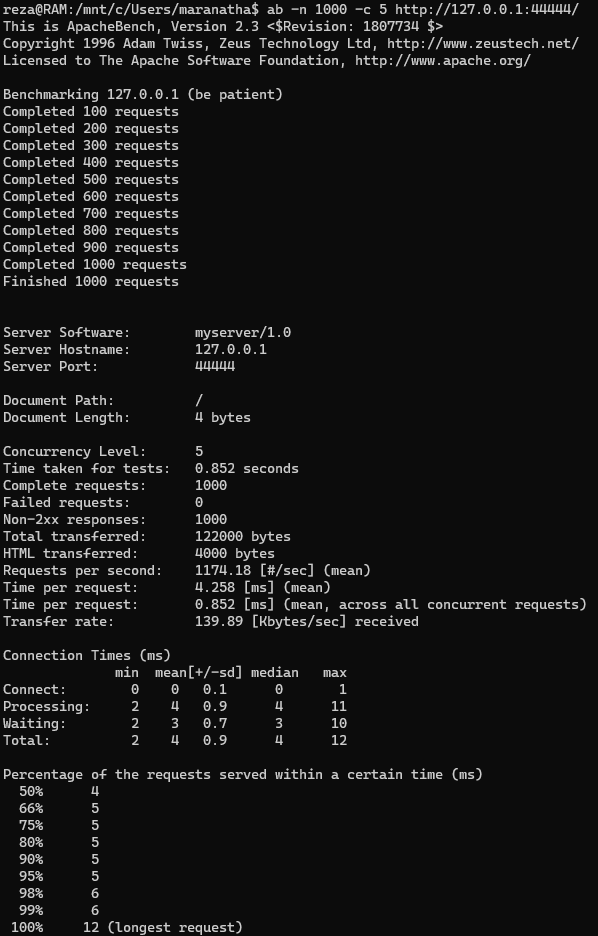 reza@RAM:/mnt/c/Users/maranatha$ ab -n 1000 -c 5 http://127.0.0.1:44444/
This is ApacheBench, Version 2.3 <$Revision: 1807734 $>
Copyright 1996 Adam Twiss, Zeus Technology Ltd, http://www.zeustech.net/
Licensed to The Apache Software Foundation, http://www.apache.org/

Benchmarking 127.0.0.1 (be patient)
Completed 100 requests
Completed 200 requests
Completed 300 requests
Completed 400 requests
Completed 500 requests
Completed 600 requests
Completed 700 requests
Completed 800 requests
Completed 900 requests
Completed 1000 requests
Finished 1000 requests


Server Software:        myserver/1.0
Server Hostname:        127.0.0.1
Server Port:            44444

Document Path:          /
Document Length:        4 bytes

Concurrency Level:      5
Time taken for tests:   0.852 seconds
Complete requests:      1000
Failed requests:        0
Non-2xx responses:      1000
Total transferred:      122000 bytes
HTML transferred:       4000 bytes
Requests per second:    1174.18 [#/sec] (mean)
Time per request:       4.258 [ms] (mean)
Time per request:       0.852 [ms] (mean, across all concurrent requests)
Transfer rate:          139.89 [Kbytes/sec] received

Connection Times (ms)
              min  mean[+/-sd] median   max
Connect:        0    0   0.1      0       1
Processing:     2    4   0.9      4      11
Waiting:        2    3   0.7      3      10
Total:          2    4   0.9      4      12

Percentage of the requests served within a certain time (ms)
  50%      4
  66%      5
  75%      5
  80%      5
  90%      5
  95%      5
  98%      6
  99%      6
 100%     12 (longest request)